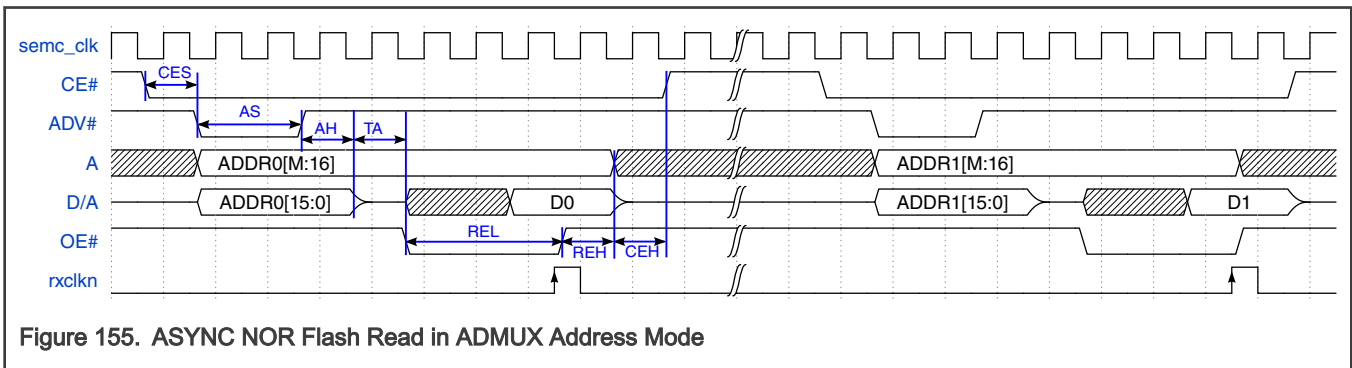 semc_clk
CE# CES
ADV# AS AH TA
A ADDR0[M:16] ADDR1[M:16]
D/A ADDR0[15:0] D0 ADDR1[15:0] D1
OE# REL REH CEH
rxclkn
Figure 155. ASYNC NOR Flash Read in ADMUX Address Mode